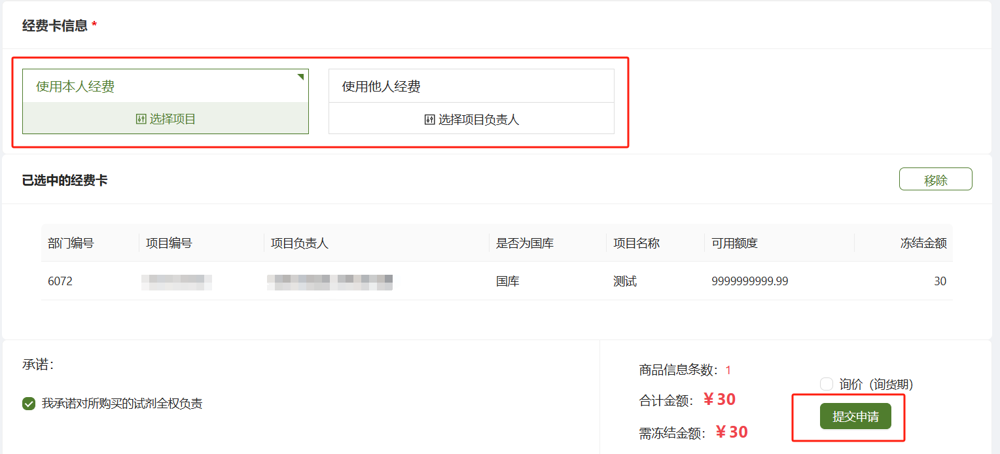 经费卡信息 *
使用本人经费
使用他人经费
选择项目
选择项目负责人
已选中的经费卡
移除
部门编号 项目编号 项目负责人 是否为国库 项目名称 可用额度 冻结金额
6072 国库 测试 9999999999.99 30
承诺:
我承诺对所购买的试剂全权负责
商品信息条数: 1
询价（询货期）
合计金额: ￥30
提交申请
需冻结金额: ￥30